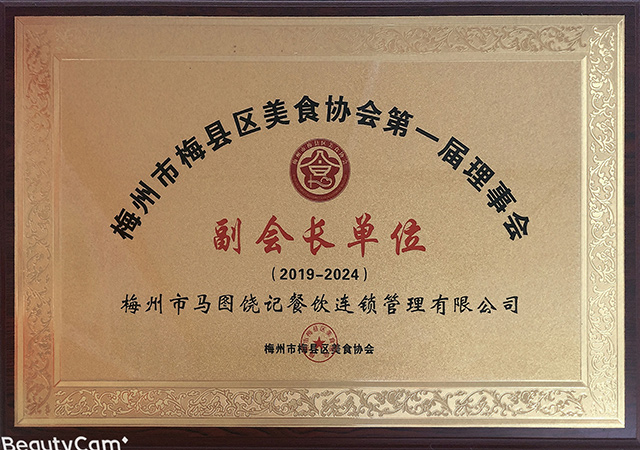 梅州市梅县区美食协会第一届理事会
副会长单位
(2019-2024)
梅州市马图饶记餐饮连锁管理有限公司
梅州市梅县区美食协会
BeautyCam